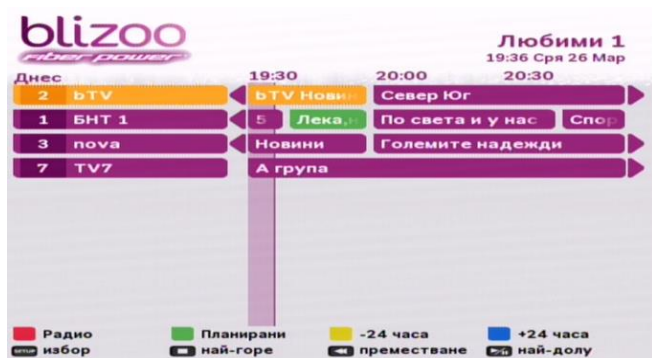 blizoo
Fiber power
Любими 1
19:36 Сря 26 Мар
Днес 19:30 20:00 20:30
2 bTV bTV Новин Север Юг
1 БНТ 1 5 Лека,н По света и у нас Спор
3 nova Новини Големите надежди
7 TV7 А група
Радио Планирани -24 часа +24 часа
SETUP избор най-горе преместване най-долу